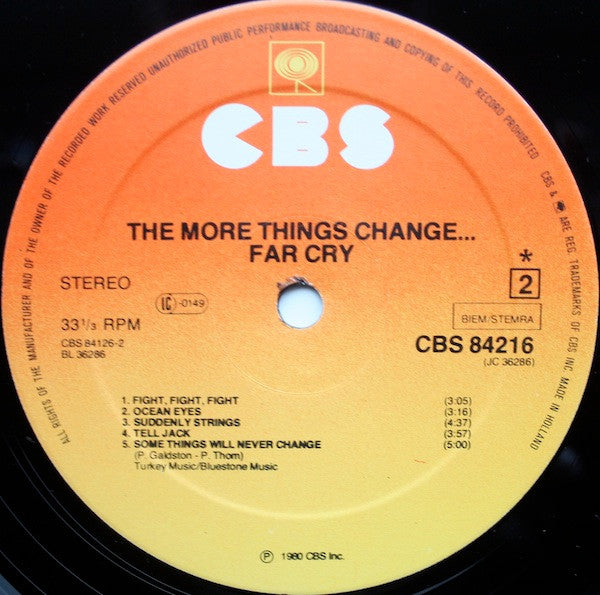 ALL RIGHTS OF THE MANUFACTURER AND OF THE OWNER OF THE RECORDED WORK RESERVED UNAUTHORIZED PUBLIC PERFORMANCE BROADCASTING AND COPYING OF THIS RECORD PROHIBITED
CBS & ARE REG. TRADEMARKS OF CBS INC. MADE IN HOLLAND
CBS
THE MORE THINGS CHANGE...
FAR CRY
STEREO
IC -0149
*
2
33 1/3 RPM
BIEM/STEMRA
CBS 84126-2
BL 36286
CBS 84216
(JC 36286)
1. FIGHT, FIGHT, FIGHT (3:05)
2. OCEAN EYES (3:16)
3. SUDDENLY STRINGS (4:37)
4. TELL JACK (3:57)
5. SOME THINGS WILL NEVER CHANGE (5:00)
(P. Galdston - P. Thom)
Turkey Music/Bluestone Music
Ⓟ 1980 CBS Inc.